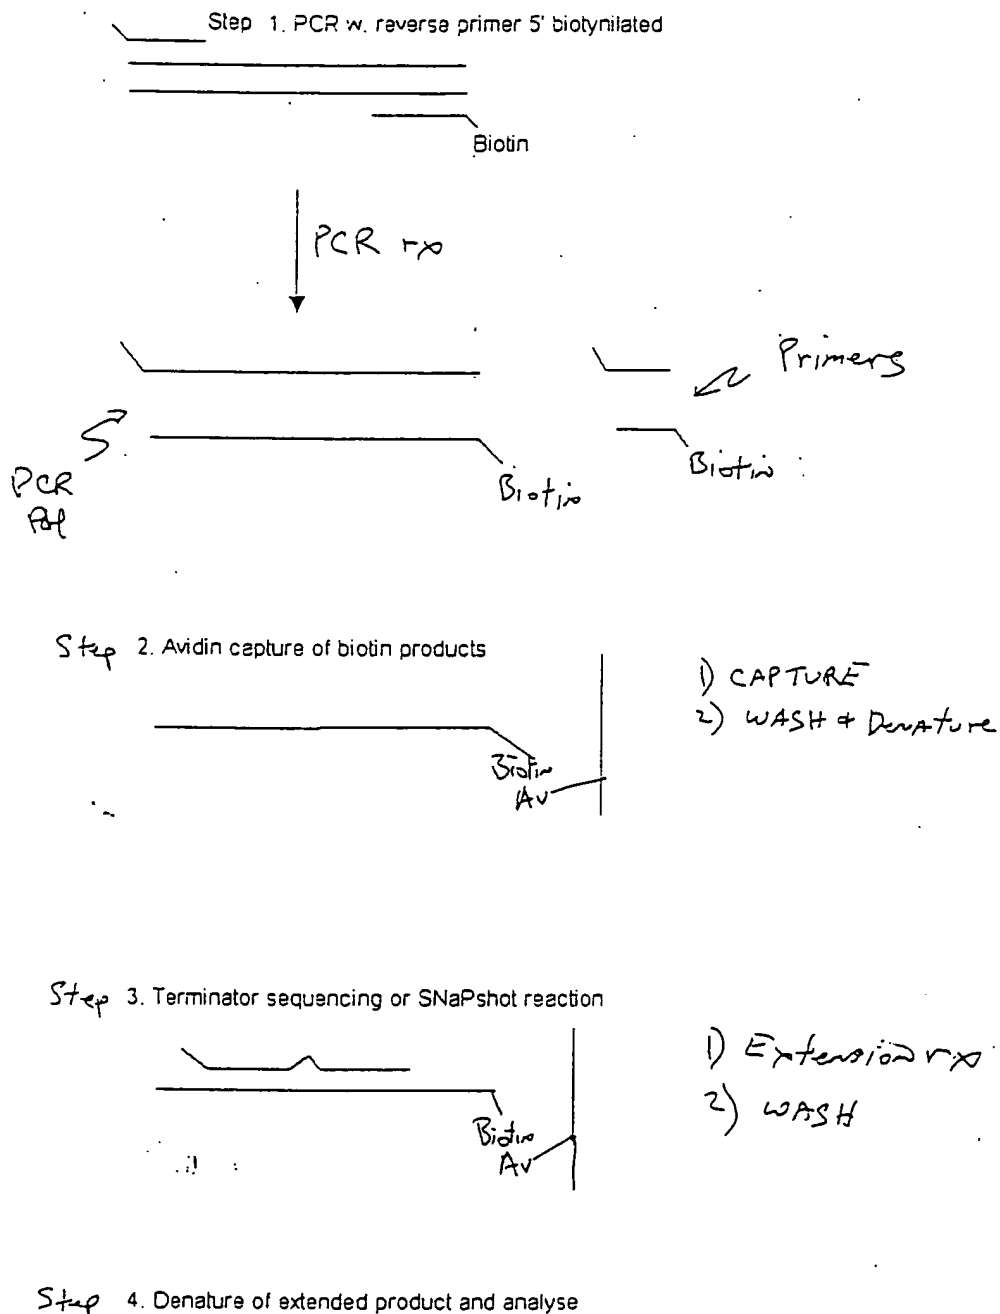 Step 1. PCR w. reverse primer 5' biotynilated
Biotin
PCR rx
Primers
PCR
Pol
Biotin
Biotin
Step 2. Avidin capture of biotin products
1) CAPTURE
2) WASH + Denature
Biotin
Av
Step 3. Terminator sequencing or SNaPshot reaction
1) Extension rx
2) WASH
Biotin
Av
Step 4. Denature of extended product and analyse